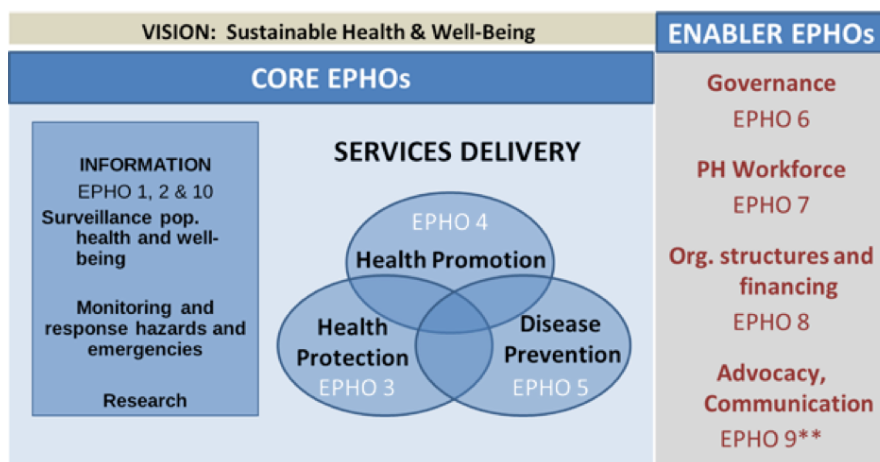 VISION: Sustainable Health & Well-Being
CORE EPHOs
INFORMATION
EPHO 1, 2 & 10
Surveillance pop.
health and well-
being
Monitoring and
response hazards and
emergencies
Research
SERVICES DELIVERY
EPHO 4
Health Promotion
Health
Protection
EPHO 3
Disease
Prevention
EPHO 5
ENABLER EPHOs
Governance
EPHO 6
PH Workforce
EPHO 7
Org. structures and
financing
EPHO 8
Advocacy,
Communication
EPHO 9**